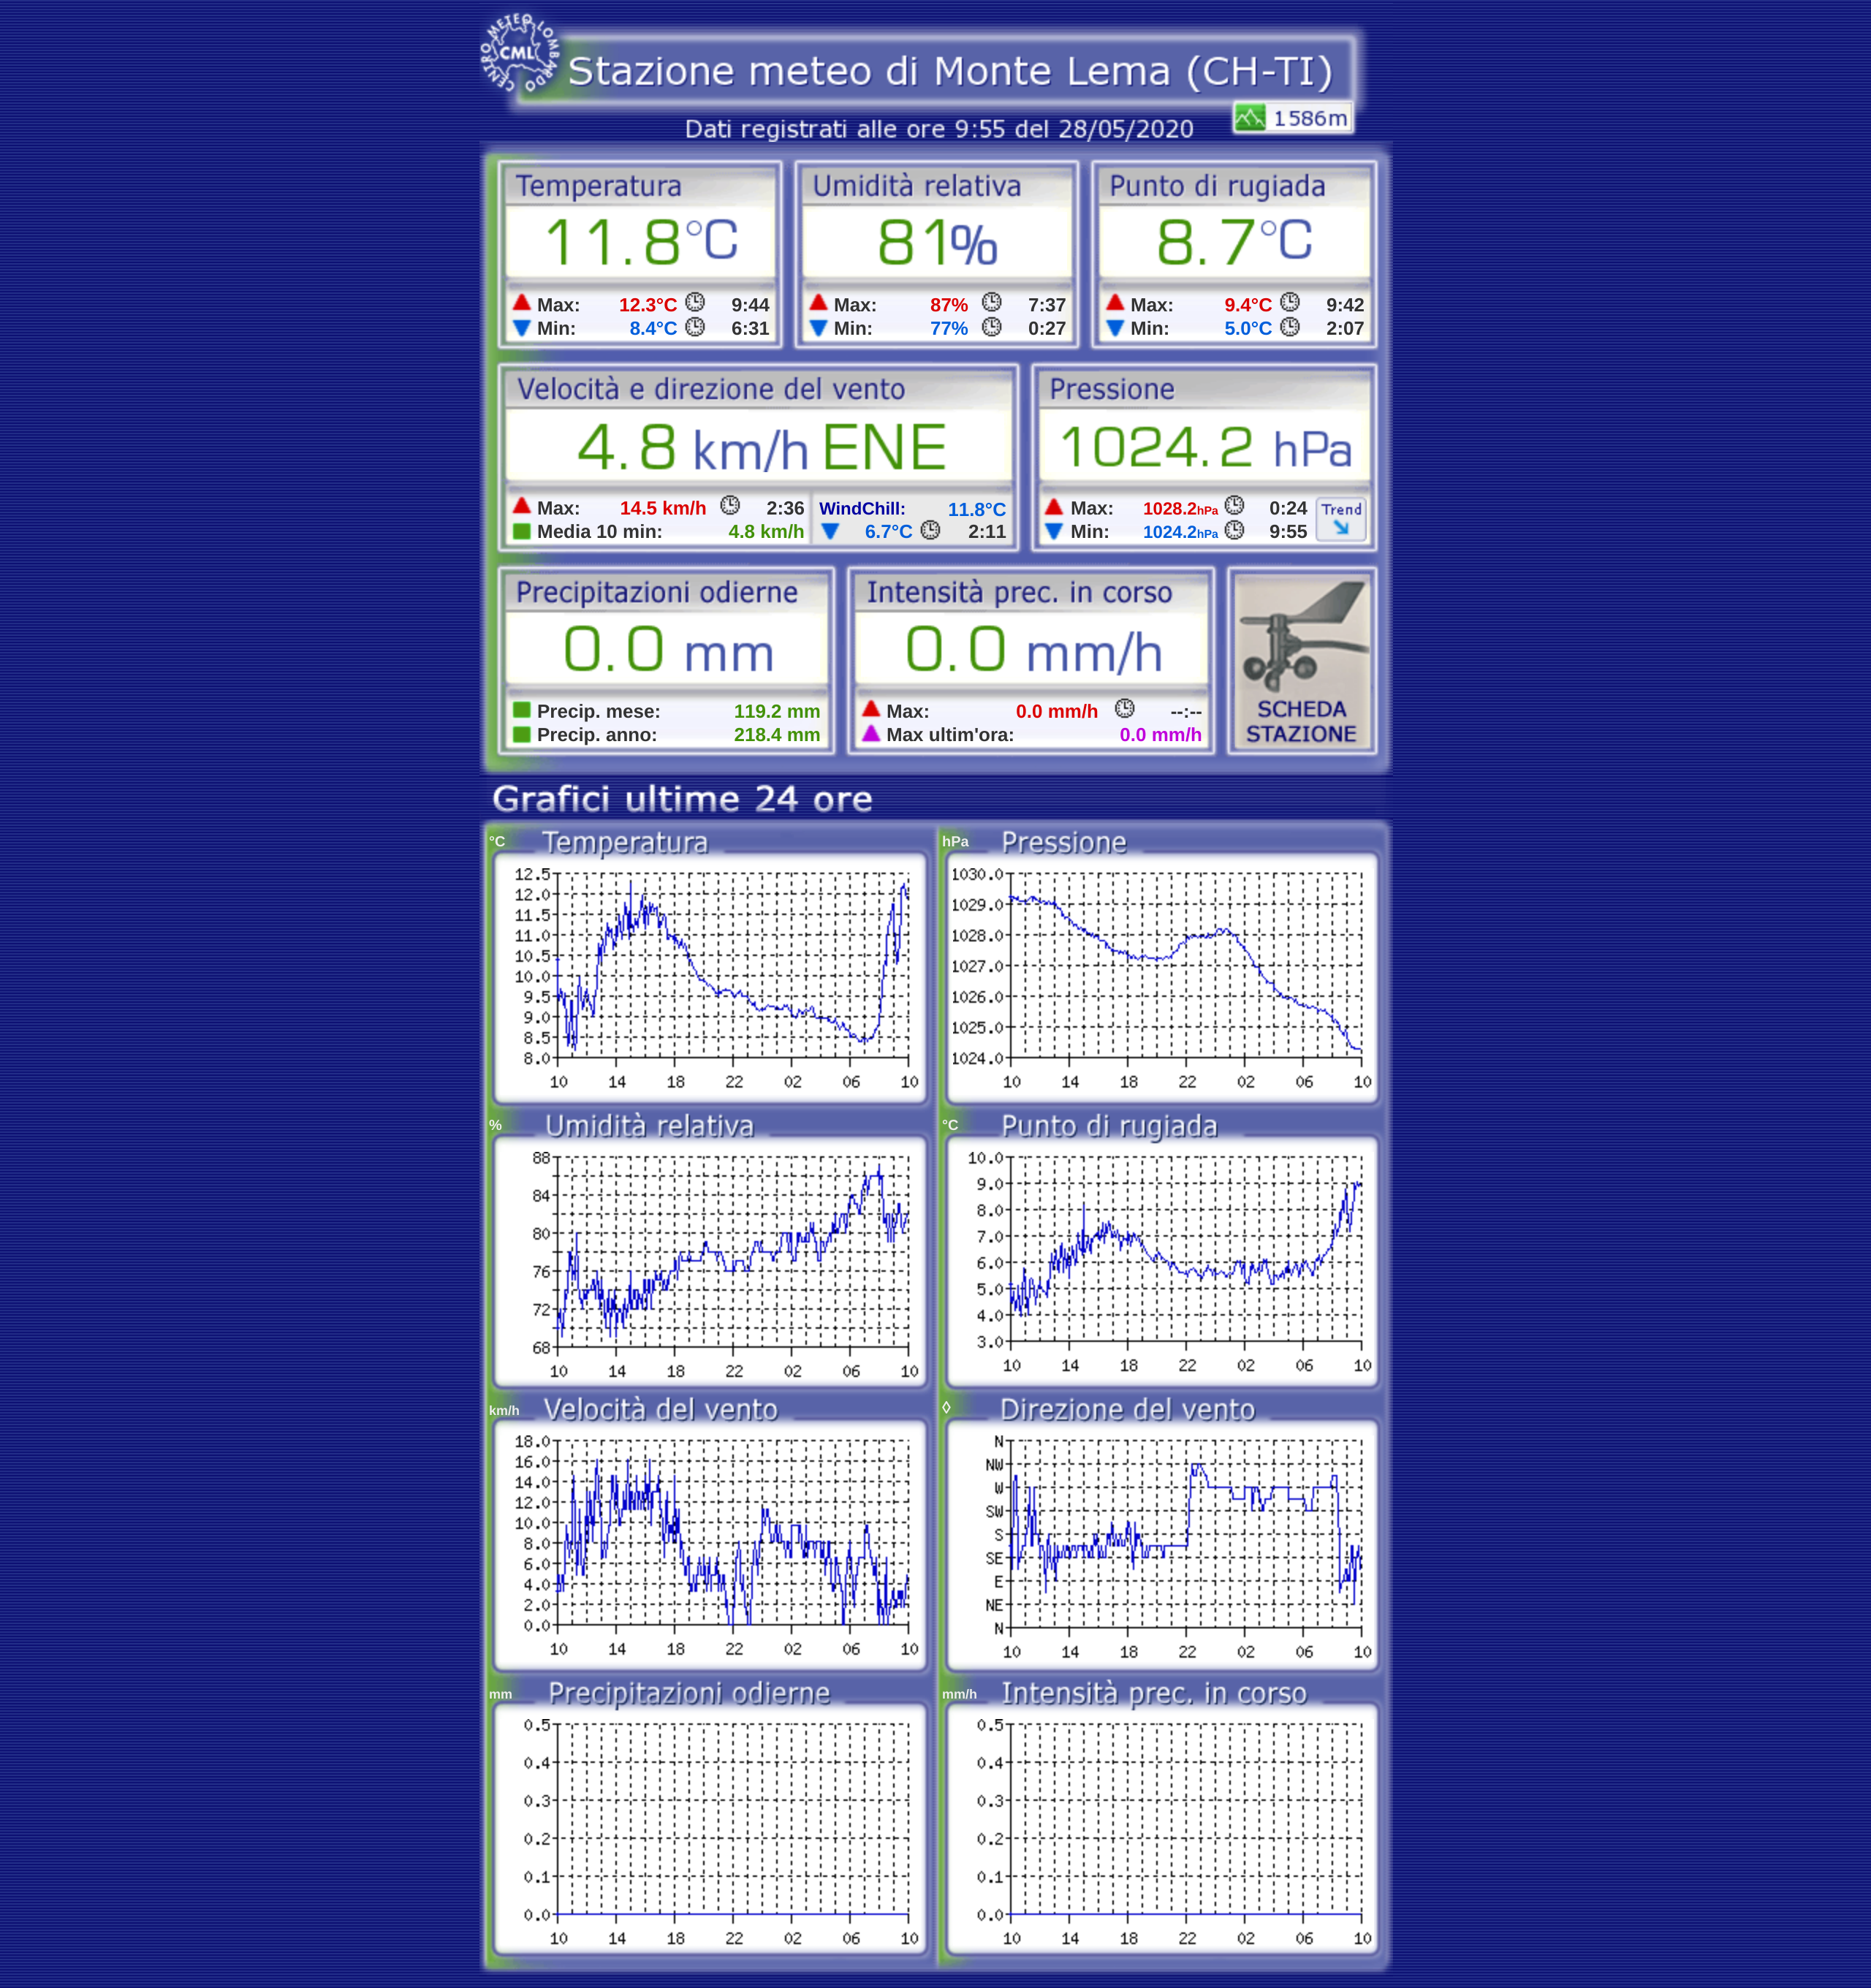 CENTRO METEO LOMBARDO
CML
Stazione meteo di Monte Lema (CH-TI)
1586m
Dati registrati alle ore 9:55 del 28/05/2020
Temperatura
11.8°C
Max: 12.3°C 9:44
Min: 8.4°C 6:31
Umidità relativa
81%
Max: 87% 7:37
Min: 77% 0:27
Punto di rugiada
8.7°C
Max: 9.4°C 9:42
Min: 5.0°C 2:07
Velocità e direzione del vento
4.8 km/h ENE
Max: 14.5 km/h 2:36
Media 10 min: 4.8 km/h
WindChill: 11.8°C
6.7°C 2:11
Pressione
1024.2 hPa
Max: 1028.2hPa 0:24
Min: 1024.2hPa 9:55
Trend
Precipitazioni odierne
0.0 mm
Precip. mese: 119.2 mm
Precip. anno: 218.4 mm
Intensità prec. in corso
0.0 mm/h
Max: 0.0 mm/h --:--
Max ultim'ora: 0.0 mm/h
SCHEDA
STAZIONE
Grafici ultime 24 ore
°C Temperatura
12.5
12.0
11.5
11.0
10.5
10.0
9.5
9.0
8.5
8.0
10 14 18 22 02 06 10
hPa Pressione
1030.0
1029.0
1028.0
1027.0
1026.0
1025.0
1024.0
10 14 18 22 02 06 10
% Umidità relativa
88
84
80
76
72
68
10 14 18 22 02 06 10
°C Punto di rugiada
10.0
9.0
8.0
7.0
6.0
5.0
4.0
3.0
10 14 18 22 02 06 10
km/h Velocità del vento
18.0
16.0
14.0
12.0
10.0
8.0
6.0
4.0
2.0
0.0
10 14 18 22 02 06 10
◊ Direzione del vento
N
NW
W
SW
S
SE
E
NE
N
10 14 18 22 02 06 10
mm Precipitazioni odierne
0.5
0.4
0.3
0.2
0.1
0.0
10 14 18 22 02 06 10
mm/h Intensità prec. in corso
0.5
0.4
0.3
0.2
0.1
0.0
10 14 18 22 02 06 10